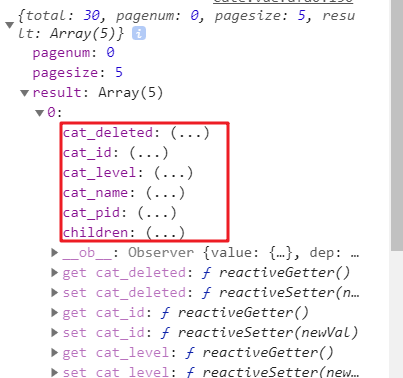 {total: 30, pagenum: 0, pagesize: 5, resu
lt: Array(5)} i
pagenum: 0
pagesize: 5
▼result: Array(5)
▼0:
cat_deleted: (...)
cat_id: (...)
cat_level: (...)
cat_name: (...)
cat_pid: (...)
children: (...)
▶__ob__: Observer {value: {…}, dep: …
▶get cat_deleted: ƒ reactiveGetter()
▶set cat_deleted: ƒ reactiveSetter(n…
▶get cat_id: ƒ reactiveGetter()
▶set cat_id: ƒ reactiveSetter(newVal)
▶get cat_level: ƒ reactiveGetter()
▶set cat_level: ƒ reactiveSetter(new…